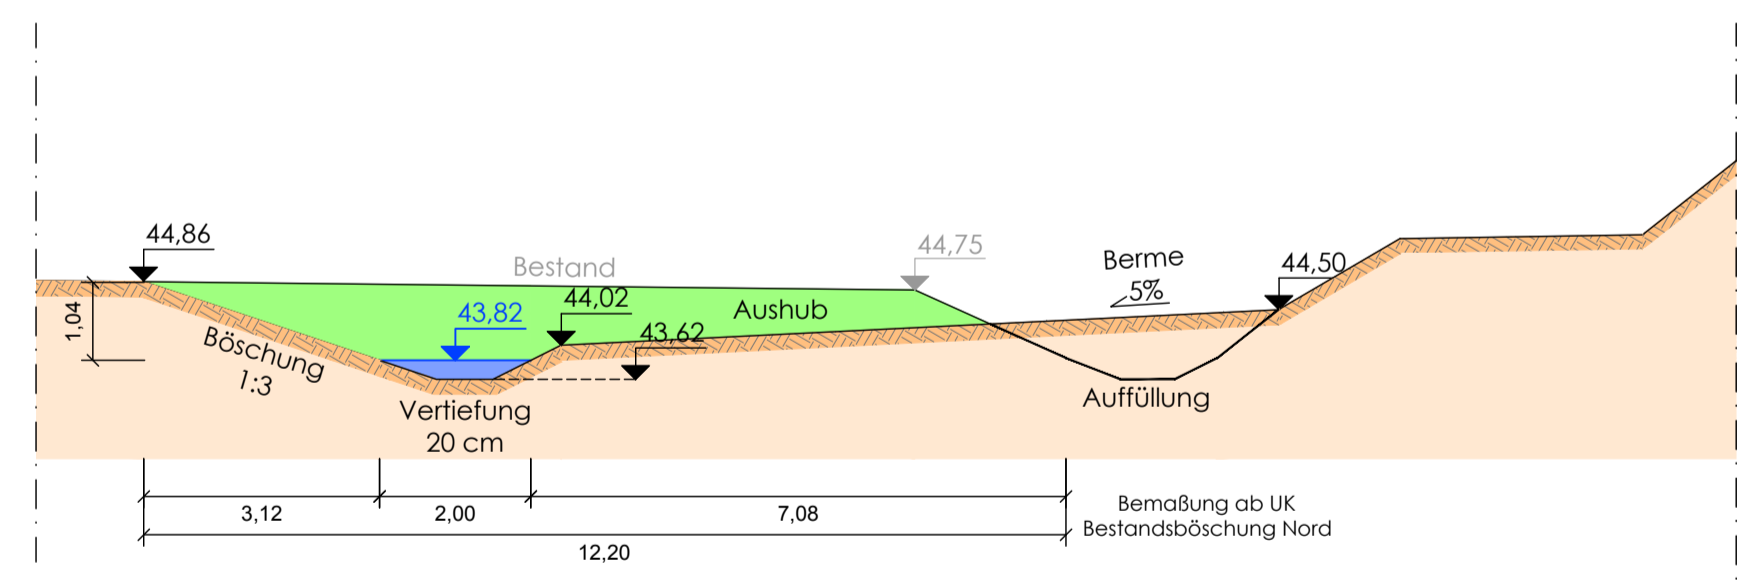 44,86
44,75
Bestand
Berme
5%
44,50
43,82
44,02
Aushub
43,62
1,04
Böschung
1:3
Vertiefung
20 cm
Auffüllung
3,12
2,00
7,08
12,20
Bemaßung ab UK
Bestandsböschung Nord